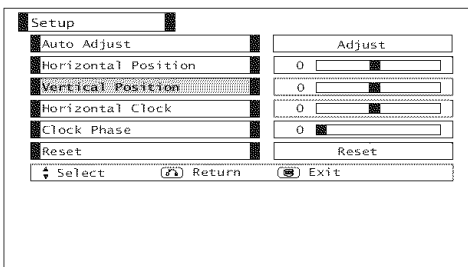 Setup
Auto Adjust Adjust
Horizontal Position 0
Vertical Position 0
Horizontal Clock 0
Clock Phase 0
Reset Reset
Select Return Exit